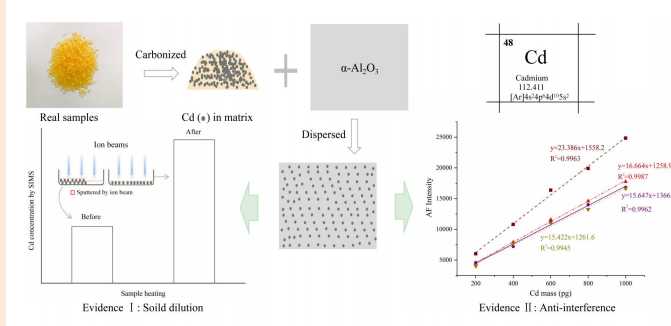 Carbonized
Real samples
Cd (●) in matrix
α-Al₂O₃
Dispersed
48
Cd
Cadmium
112.411
[Ar]4s²4p⁶4d¹⁰5s²
Cd concentration by SIMS
Ion beams
After
Sputtered by ion beam
Before
Sample heating
Evidence Ⅰ: Soild dilution
AF Intensity
25000
20000
15000
10000
5000
y=23.386x+1558.2
R²=0.9963
y=16.664x+1258.9
R²=0.9987
y=15.647x+1366
R²=0.9962
y=15.422x+1261.6
R²=0.9945
200
400
600
800
1000
Cd mass (pg)
Evidence Ⅱ: Anti-interference